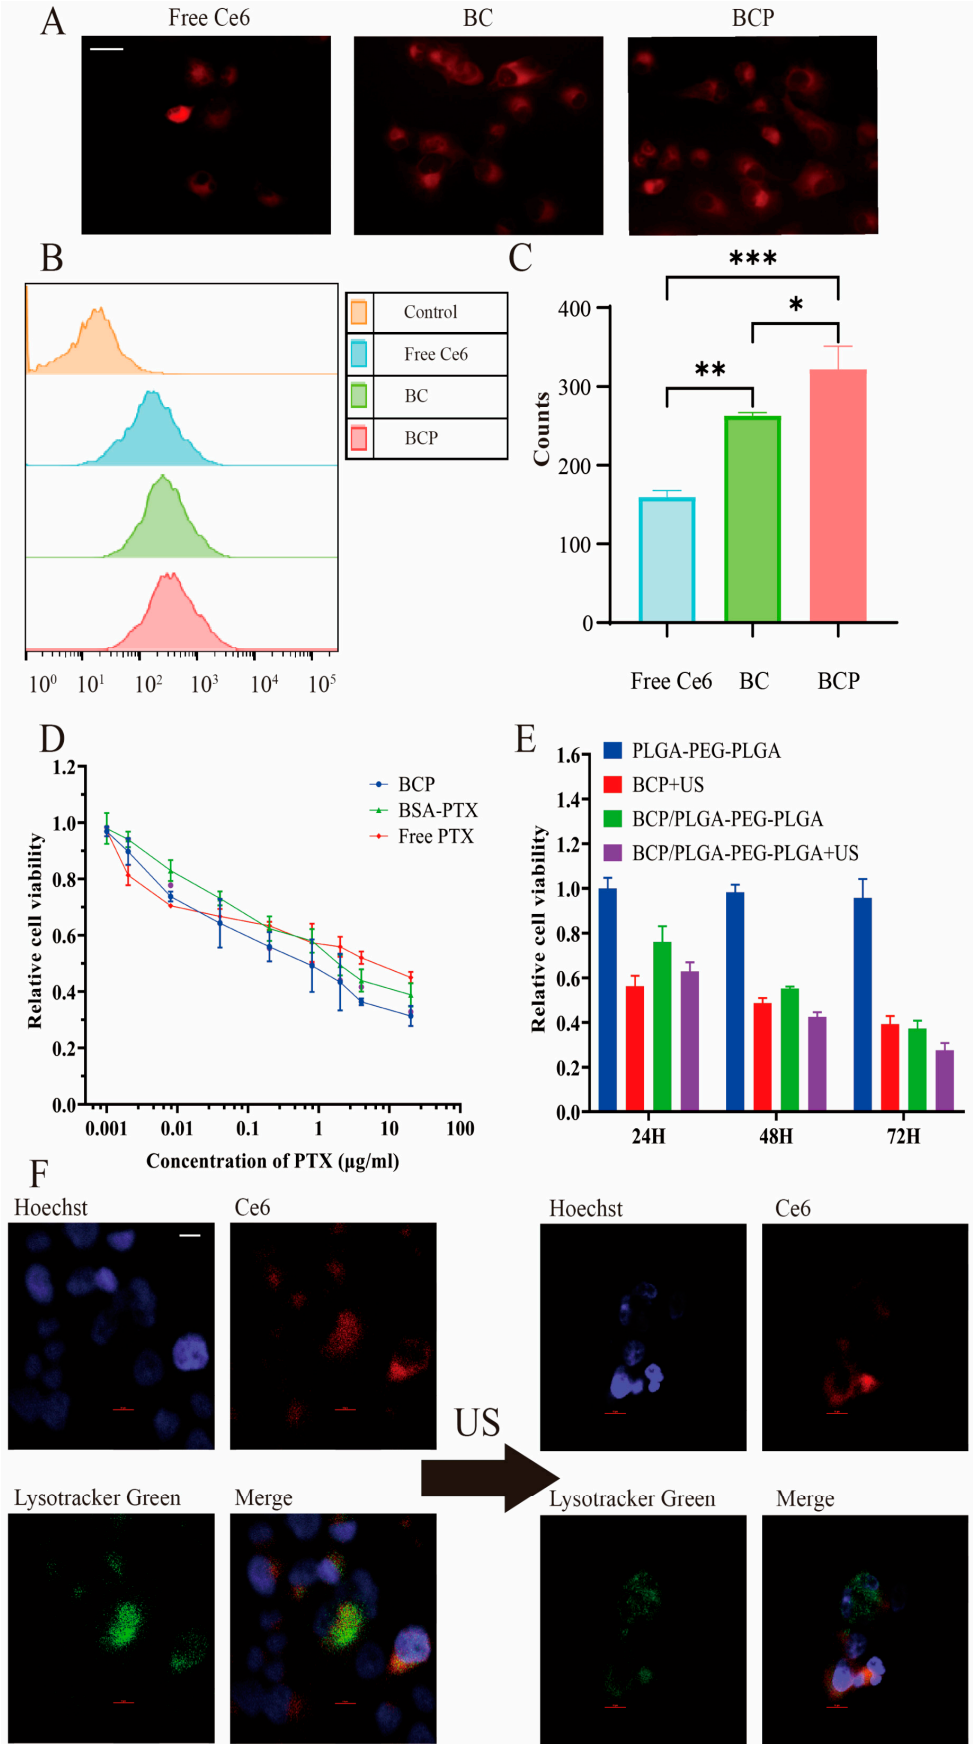 A
Free Ce6
BC
BCP
B
Control
Free Ce6
BC
BCP
10⁰ 10¹ 10² 10³ 10⁴ 10⁵
C
***
*
**
400
300
200
100
0
Counts
Free Ce6 BC BCP
D
1.2
1.0
0.8
0.6
0.4
0.2
0.0
Relative cell viability
BCP
BSA-PTX
Free PTX
0.001 0.01 0.1 1 10 100
Concentration of PTX (μg/ml)
E
1.6
1.4
1.2
1.0
0.8
0.6
0.4
0.2
0.0
Relative cell viability
PLGA-PEG-PLGA
BCP+US
BCP/PLGA-PEG-PLGA
BCP/PLGA-PEG-PLGA+US
24H 48H 72H
F
Hoechst
Ce6
Lysotracker Green
Merge
US
Hoechst
Ce6
Lysotracker Green
Merge